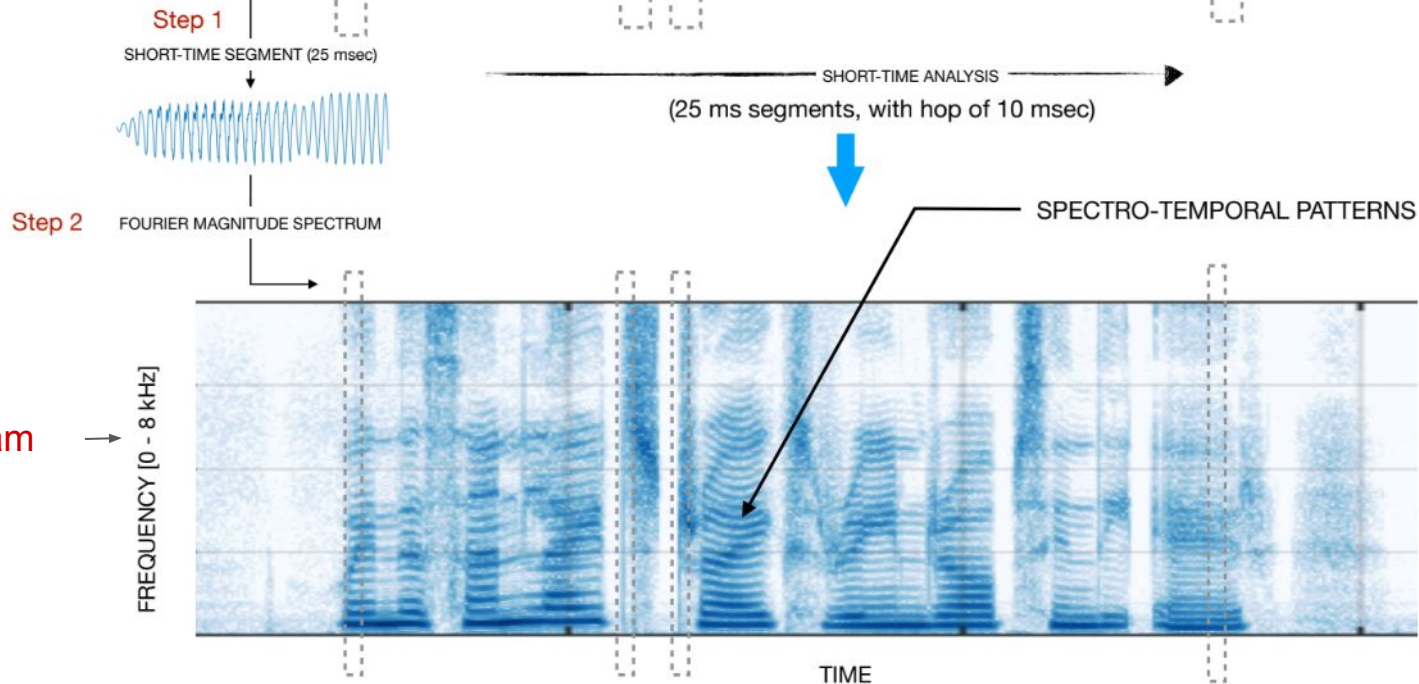 Step 1
SHORT-TIME SEGMENT (25 msec)
SHORT-TIME ANALYSIS
(25 ms segments, with hop of 10 msec)
Step 2
FOURIER MAGNITUDE SPECTRUM
SPECTRO-TEMPORAL PATTERNS
am
FREQUENCY [0 - 8 kHz]
TIME